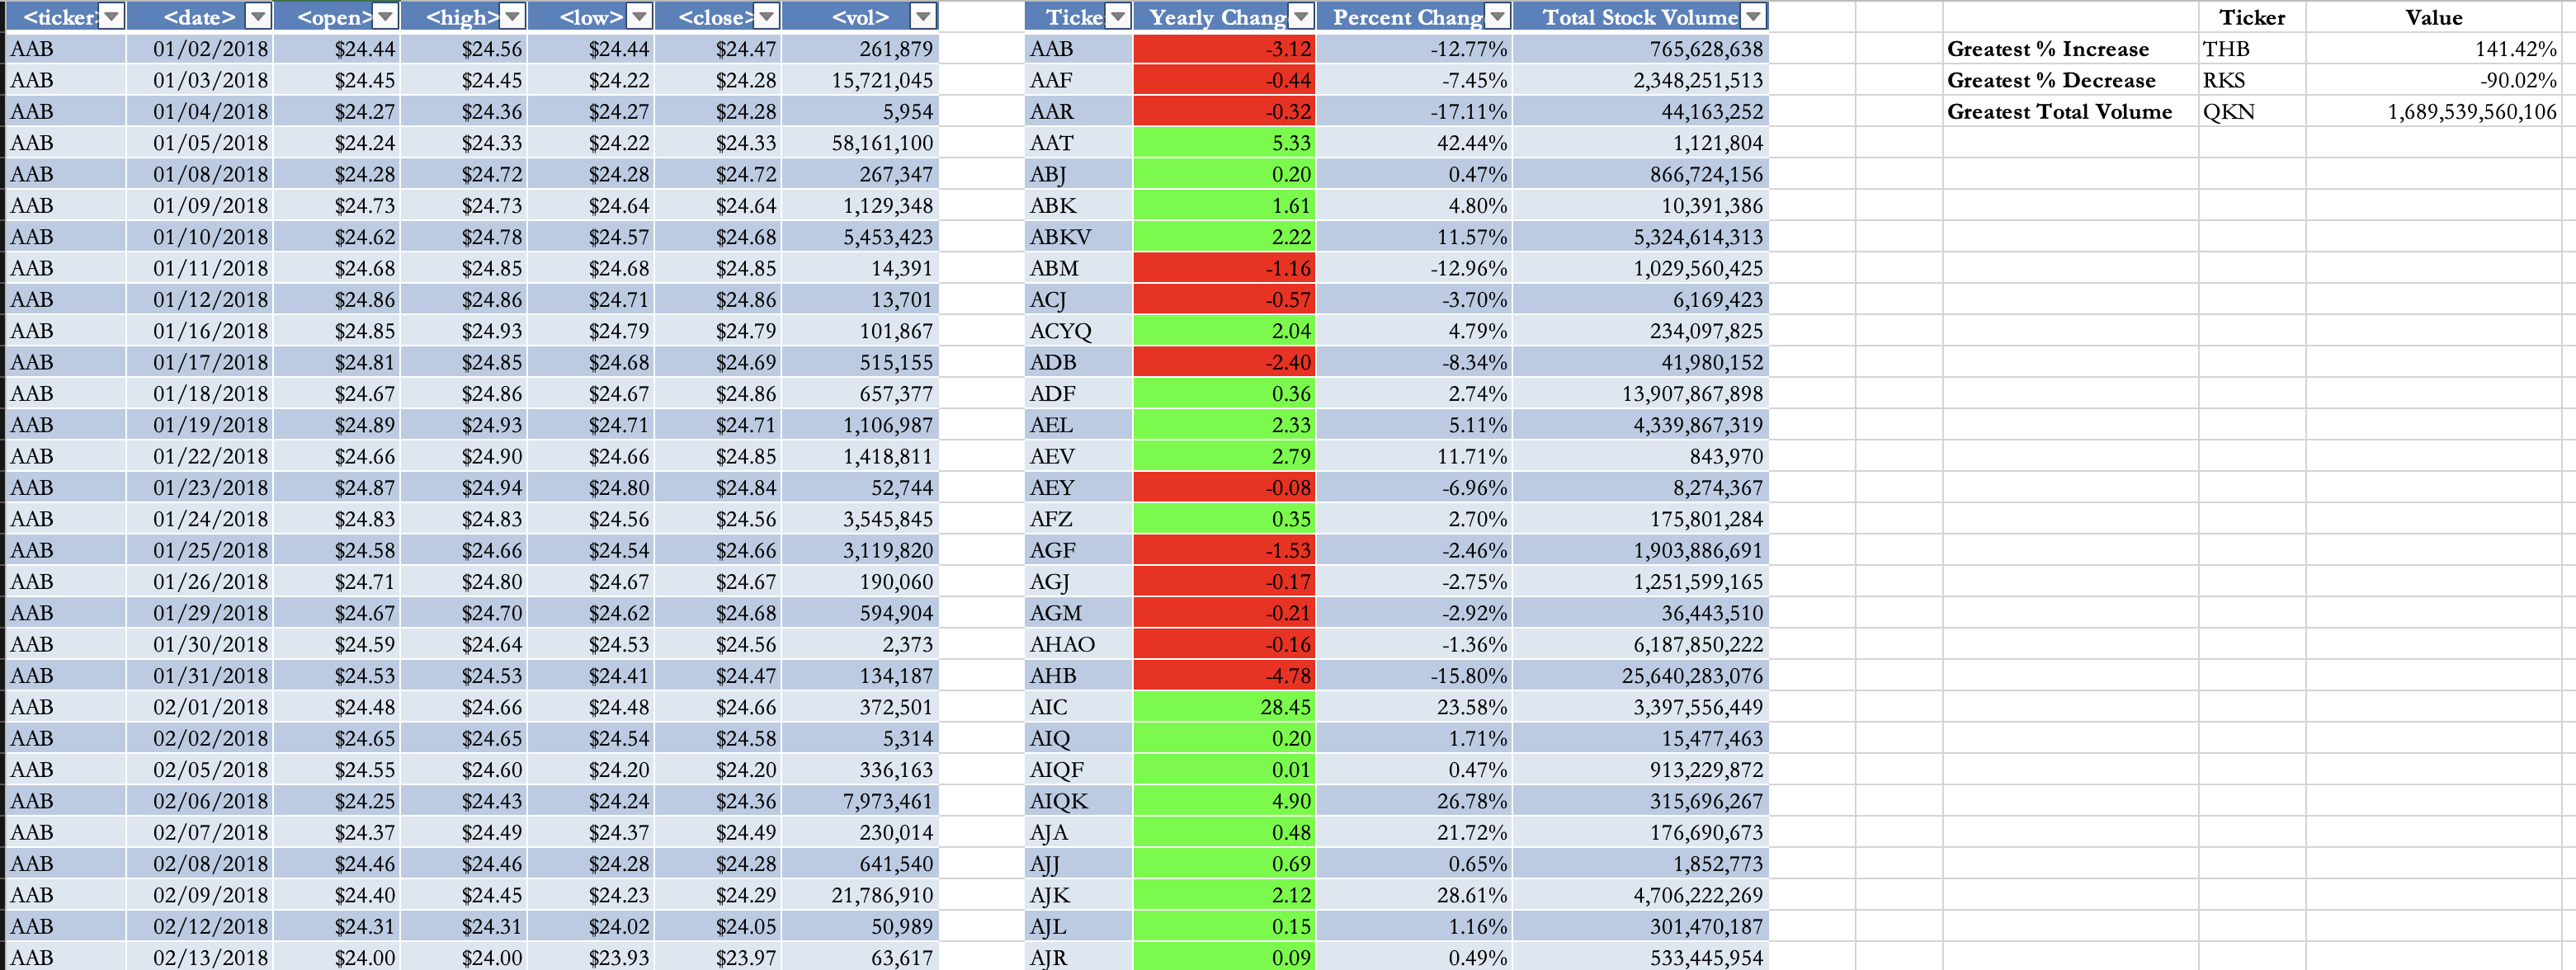 <ticker> <date> <open> <high> <low> <close> <vol> Ticke Yearly Chang Percent Chang Total Stock Volume Ticker Value
AAB 01/02/2018 $24.44 $24.56 $24.44 $24.47 261,879 AAB -3.12 -12.77% 765,628,638 Greatest % Increase THB 141.42%
AAB 01/03/2018 $24.45 $24.45 $24.22 $24.28 15,721,045 AAF -0.44 -7.45% 2,348,251,513 Greatest % Decrease RKS -90.02%
AAB 01/04/2018 $24.27 $24.36 $24.27 $24.28 5,954 AAR -0.32 -17.11% 44,163,252 Greatest Total Volume QKN 1,689,539,560,106
AAB 01/05/2018 $24.24 $24.33 $24.22 $24.33 58,161,100 AAT 5.33 42.44% 1,121,804
AAB 01/08/2018 $24.28 $24.72 $24.28 $24.72 267,347 ABJ 0.20 0.47% 866,724,156
AAB 01/09/2018 $24.73 $24.73 $24.64 $24.64 1,129,348 ABK 1.61 4.80% 10,391,386
AAB 01/10/2018 $24.62 $24.78 $24.57 $24.68 5,453,423 ABKV 2.22 11.57% 5,324,614,313
AAB 01/11/2018 $24.68 $24.85 $24.68 $24.85 14,391 ABM -1.16 -12.96% 1,029,560,425
AAB 01/12/2018 $24.86 $24.86 $24.71 $24.86 13,701 ACJ -0.57 -3.70% 6,169,423
AAB 01/16/2018 $24.85 $24.93 $24.79 $24.79 101,867 ACYQ 2.04 4.79% 234,097,825
AAB 01/17/2018 $24.81 $24.85 $24.68 $24.69 515,155 ADB -2.40 -8.34% 41,980,152
AAB 01/18/2018 $24.67 $24.86 $24.67 $24.86 657,377 ADF 0.36 2.74% 13,907,867,898
AAB 01/19/2018 $24.89 $24.93 $24.71 $24.71 1,106,987 AEL 2.33 5.11% 4,339,867,319
AAB 01/22/2018 $24.66 $24.90 $24.66 $24.85 1,418,811 AEV 2.79 11.71% 843,970
AAB 01/23/2018 $24.87 $24.94 $24.80 $24.84 52,744 AEY -0.08 -6.96% 8,274,367
AAB 01/24/2018 $24.83 $24.83 $24.56 $24.56 3,545,845 AFZ 0.35 2.70% 175,801,284
AAB 01/25/2018 $24.58 $24.66 $24.54 $24.66 3,119,820 AGF -1.53 -2.46% 1,903,886,691
AAB 01/26/2018 $24.71 $24.80 $24.67 $24.67 190,060 AGJ -0.17 -2.75% 1,251,599,165
AAB 01/29/2018 $24.67 $24.70 $24.62 $24.68 594,904 AGM -0.21 -2.92% 36,443,510
AAB 01/30/2018 $24.59 $24.64 $24.53 $24.56 2,373 AHAO -0.16 -1.36% 6,187,850,222
AAB 01/31/2018 $24.53 $24.53 $24.41 $24.47 134,187 AHB -4.78 -15.80% 25,640,283,076
AAB 02/01/2018 $24.48 $24.66 $24.48 $24.66 372,501 AIC 28.45 23.58% 3,397,556,449
AAB 02/02/2018 $24.65 $24.65 $24.54 $24.58 5,314 AIQ 0.20 1.71% 15,477,463
AAB 02/05/2018 $24.55 $24.60 $24.20 $24.20 336,163 AIQF 0.01 0.47% 913,229,872
AAB 02/06/2018 $24.25 $24.43 $24.24 $24.36 7,973,461 AIQK 4.90 26.78% 315,696,267
AAB 02/07/2018 $24.37 $24.49 $24.37 $24.49 230,014 AJA 0.48 21.72% 176,690,673
AAB 02/08/2018 $24.46 $24.46 $24.28 $24.28 641,540 AJJ 0.69 0.65% 1,852,773
AAB 02/09/2018 $24.40 $24.45 $24.23 $24.29 21,786,910 AJK 2.12 28.61% 4,706,222,269
AAB 02/12/2018 $24.31 $24.31 $24.02 $24.05 50,989 AJL 0.15 1.16% 301,470,187
AAB 02/13/2018 $24.00 $24.00 $23.93 $23.97 63,617 AJR 0.09 0.49% 533,445,954